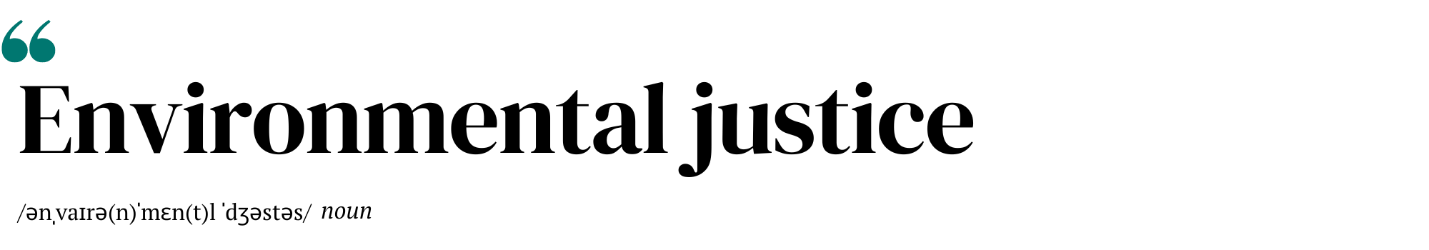 “
Environmental justice
/ənˌvaɪrə(n)ˈmɛn(t)l ˈdʒəstəs/ noun